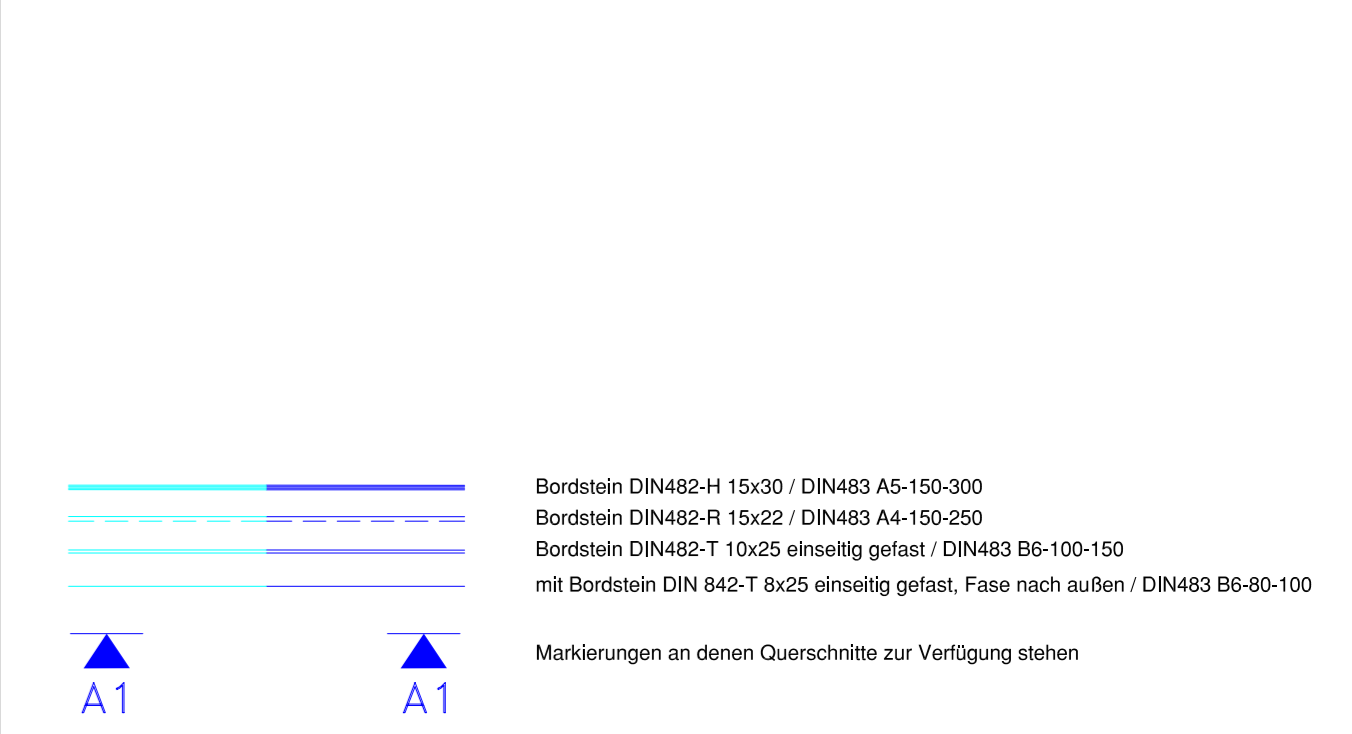 Bordstein DIN482-H 15x30 / DIN483 A5-150-300
Bordstein DIN482-R 15x22 / DIN483 A4-150-250
Bordstein DIN482-T 10x25 einseitig gefast / DIN483 B6-100-150
mit Bordstein DIN 842-T 8x25 einseitig gefast, Fase nach außen / DIN483 B6-80-100
Markierungen an denen Querschnitte zur Verfügung stehen
A1 A1